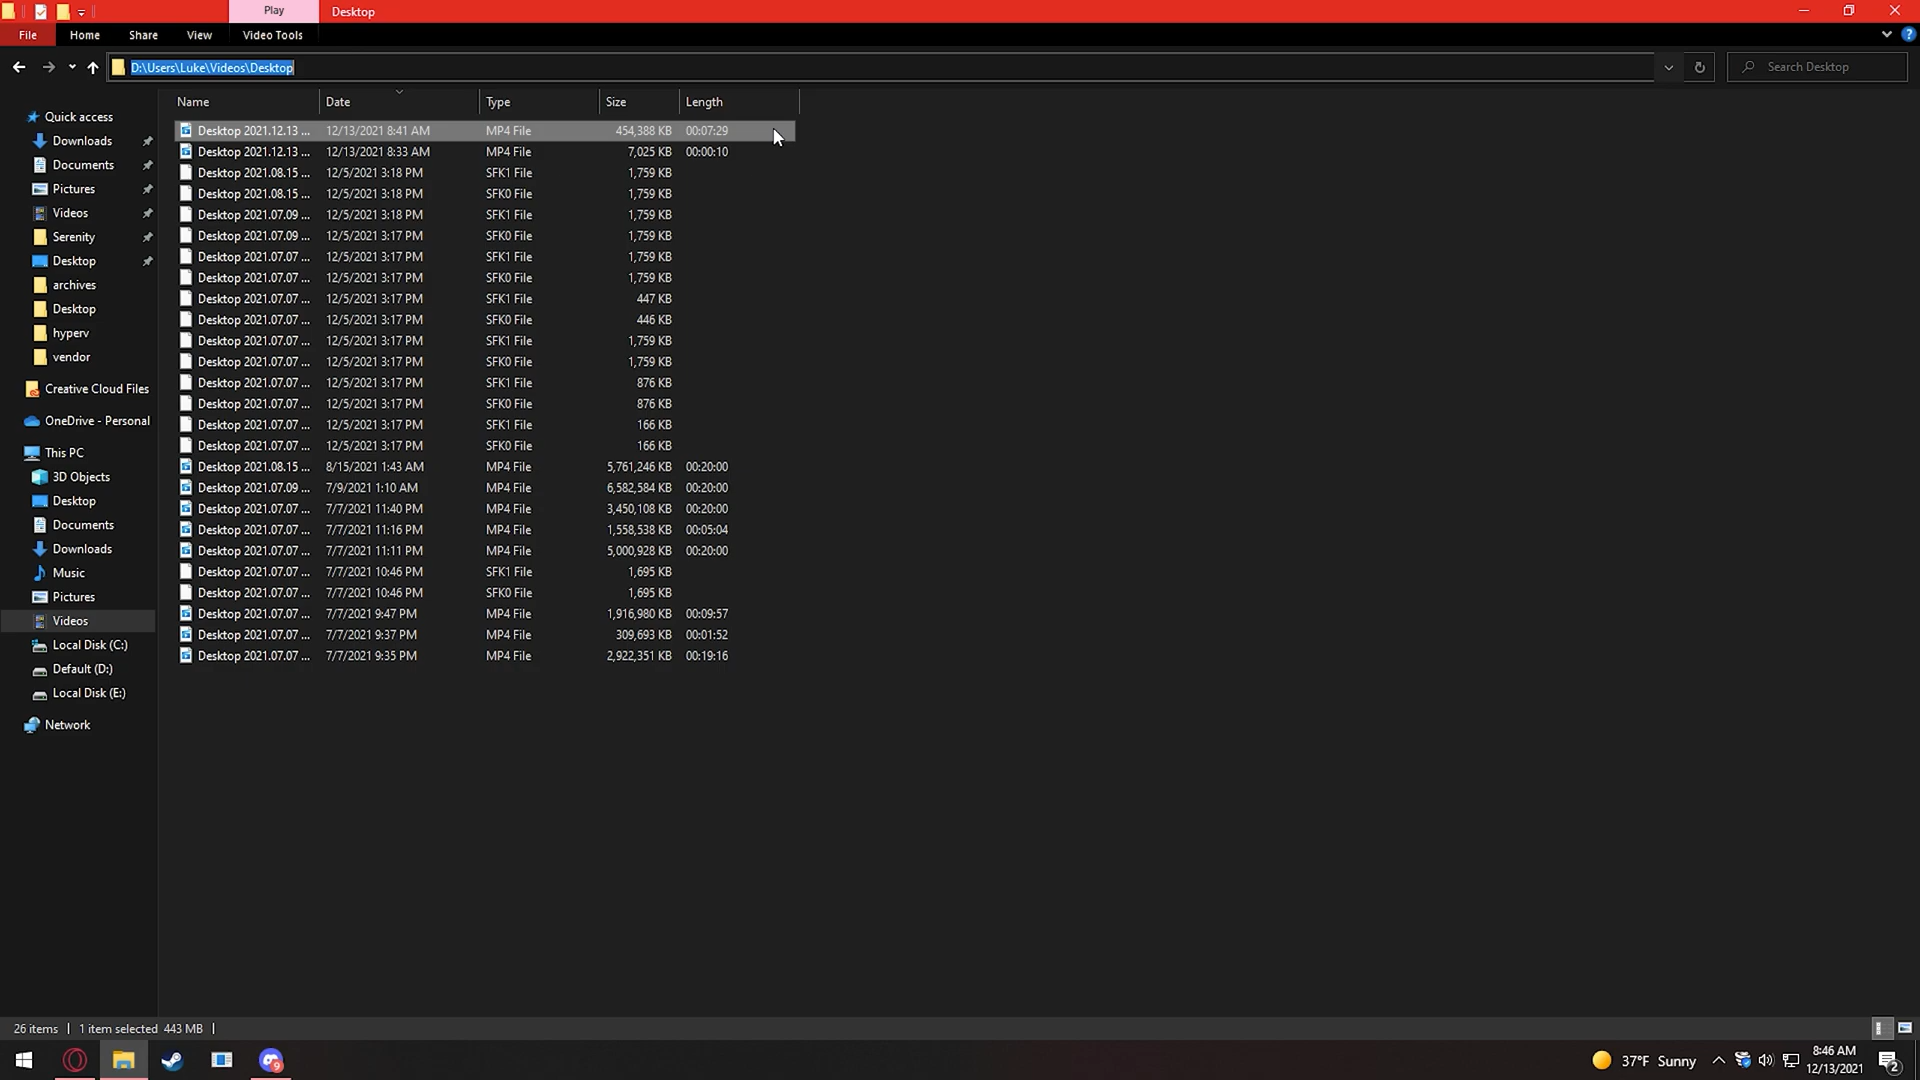 Play Desktop
File Home Share View Video Tools
D:\Users\Luke\Videos\Desktop Search Desktop
Name Date Type Size Length
Quick access
Downloads
Documents
Pictures
Videos
Serenity
Desktop
archives
Desktop
hyperv
vendor
Creative Cloud Files
OneDrive - Personal
This PC
3D Objects
Desktop
Documents
Downloads
Music
Pictures
Videos
Local Disk (C:)
Default (D:)
Local Disk (E:)
Network
Desktop 2021.12.13 ... 12/13/2021 8:41 AM MP4 File 454,388 KB 00:07:29
Desktop 2021.12.13 ... 12/13/2021 8:33 AM MP4 File 7,025 KB 00:00:10
Desktop 2021.08.15 ... 12/5/2021 3:18 PM SFK1 File 1,759 KB
Desktop 2021.08.15 ... 12/5/2021 3:18 PM SFK0 File 1,759 KB
Desktop 2021.07.09 ... 12/5/2021 3:18 PM SFK1 File 1,759 KB
Desktop 2021.07.09 ... 12/5/2021 3:17 PM SFK0 File 1,759 KB
Desktop 2021.07.07 ... 12/5/2021 3:17 PM SFK1 File 1,759 KB
Desktop 2021.07.07 ... 12/5/2021 3:17 PM SFK0 File 1,759 KB
Desktop 2021.07.07 ... 12/5/2021 3:17 PM SFK1 File 447 KB
Desktop 2021.07.07 ... 12/5/2021 3:17 PM SFK0 File 446 KB
Desktop 2021.07.07 ... 12/5/2021 3:17 PM SFK1 File 1,759 KB
Desktop 2021.07.07 ... 12/5/2021 3:17 PM SFK0 File 1,759 KB
Desktop 2021.07.07 ... 12/5/2021 3:17 PM SFK1 File 876 KB
Desktop 2021.07.07 ... 12/5/2021 3:17 PM SFK0 File 876 KB
Desktop 2021.07.07 ... 12/5/2021 3:17 PM SFK1 File 166 KB
Desktop 2021.07.07 ... 12/5/2021 3:17 PM SFK0 File 166 KB
Desktop 2021.08.15 ... 8/15/2021 1:43 AM MP4 File 5,761,246 KB 00:20:00
Desktop 2021.07.09 ... 7/9/2021 1:10 AM MP4 File 6,582,584 KB 00:20:00
Desktop 2021.07.07 ... 7/7/2021 11:40 PM MP4 File 3,450,108 KB 00:20:00
Desktop 2021.07.07 ... 7/7/2021 11:16 PM MP4 File 1,558,538 KB 00:05:04
Desktop 2021.07.07 ... 7/7/2021 11:11 PM MP4 File 5,000,928 KB 00:20:00
Desktop 2021.07.07 ... 7/7/2021 10:46 PM SFK1 File 1,695 KB
Desktop 2021.07.07 ... 7/7/2021 10:46 PM SFK0 File 1,695 KB
Desktop 2021.07.07 ... 7/7/2021 9:47 PM MP4 File 1,916,980 KB 00:09:57
Desktop 2021.07.07 ... 7/7/2021 9:37 PM MP4 File 309,693 KB 00:01:52
Desktop 2021.07.07 ... 7/7/2021 9:35 PM MP4 File 2,922,351 KB 00:19:16
26 items 1 item selected 443 MB
37°F Sunny 8:46 AM
12/13/2021 2
9